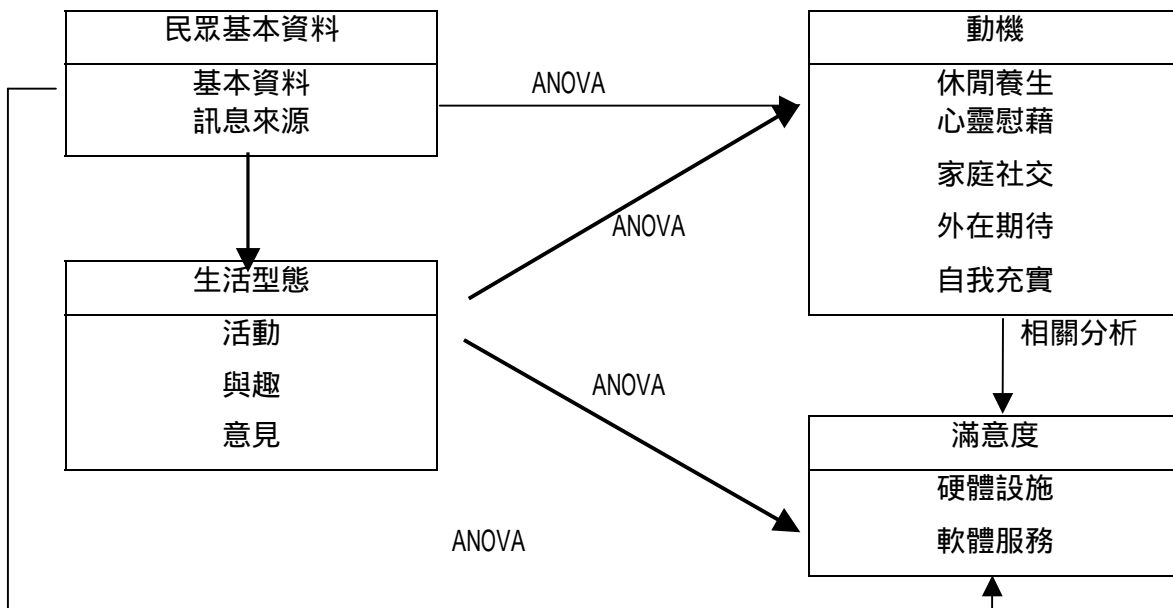 民眾基本資料
基本資料
訊息來源
ANOVA
動機
休閒養生
心靈慰藉
家庭社交
外在期待
自我充實
ANOVA
生活型態
活動
與趣
意見
相關分析
ANOVA
滿意度
硬體設施
軟體服務
ANOVA